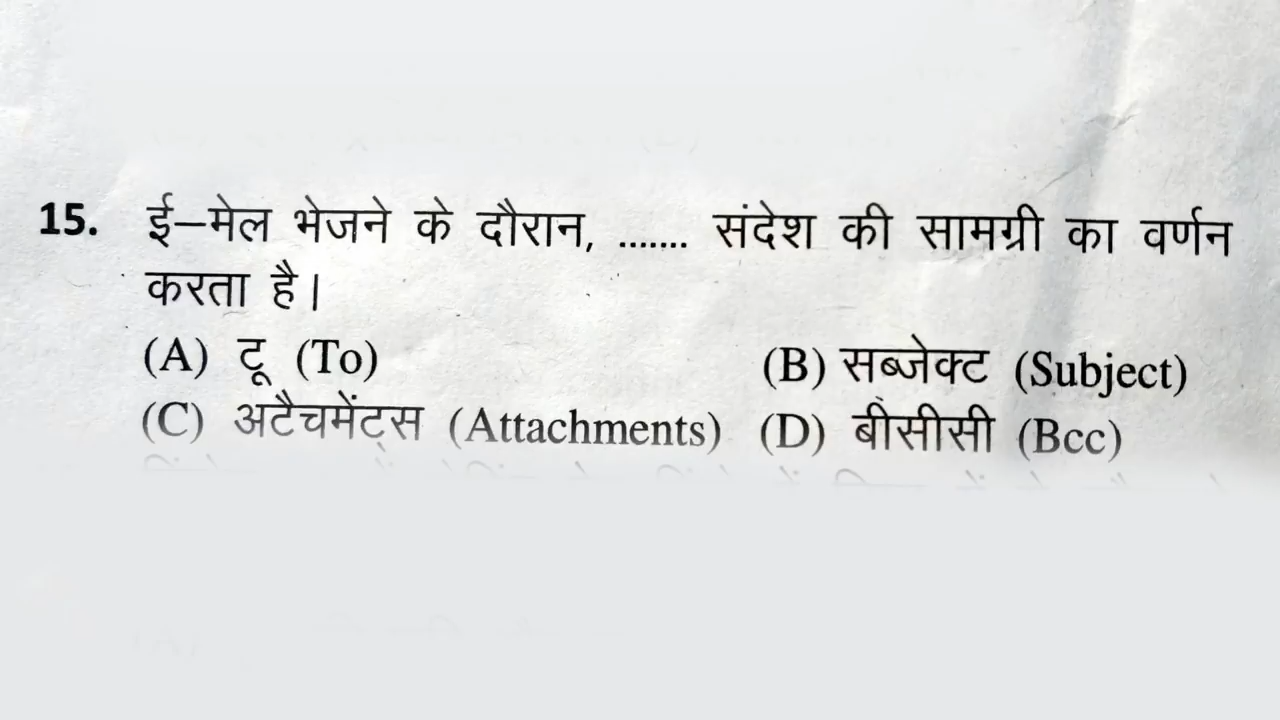 15. ई–मेल भेजने के दौरान, ....... संदेश की सामग्री का वर्णन
करता है।
(A) टू (To) (B) सब्जेक्ट (Subject)
(C) अटैचमेंट्स (Attachments) (D) बीसीसी (Bcc)